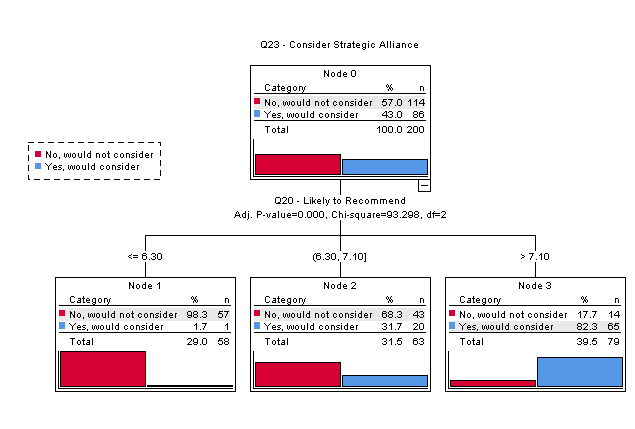 Q23 - Consider Strategic Alliance
Node 0
Category % n
No, would not consider 57.0 114
Yes, would consider 43.0 86
Total 100.0 200
No, would not consider
Yes, would consider
Q20 - Likely to Recommend
Adj. P-value=0.000, Chi-square=93.298, df=2
<= 6.30 (6.30, 7.10] > 7.10
Node 1
Category % n
No, would not consider 98.3 57
Yes, would consider 1.7 1
Total 29.0 58
Node 2
Category % n
No, would not consider 68.3 43
Yes, would consider 31.7 20
Total 31.5 63
Node 3
Category % n
No, would not consider 17.7 14
Yes, would consider 82.3 65
Total 39.5 79